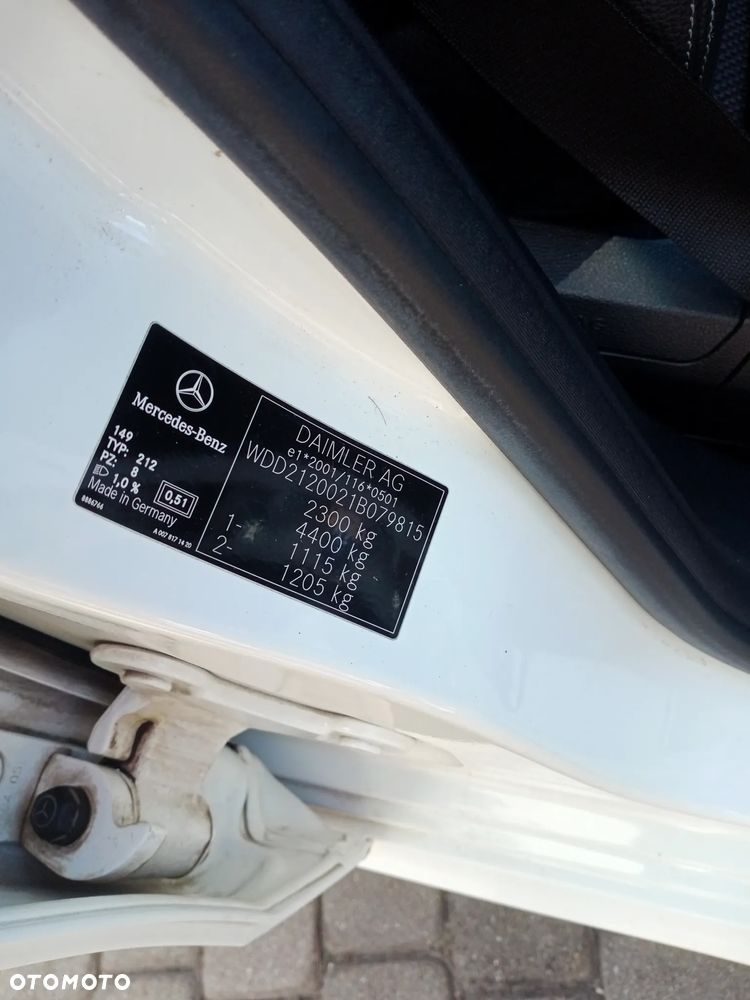 Mercedes-Benz
149
TYP: 212
PZ: 8
1,0 %
0,51
Made in Germany
8886766
A 007 817 14 20
DAIMLER AG
e1*2001/116*0501
WDD2120021B079815
2300 kg
4400 kg
1- 1115 kg
2- 1205 kg
OTOMOTO